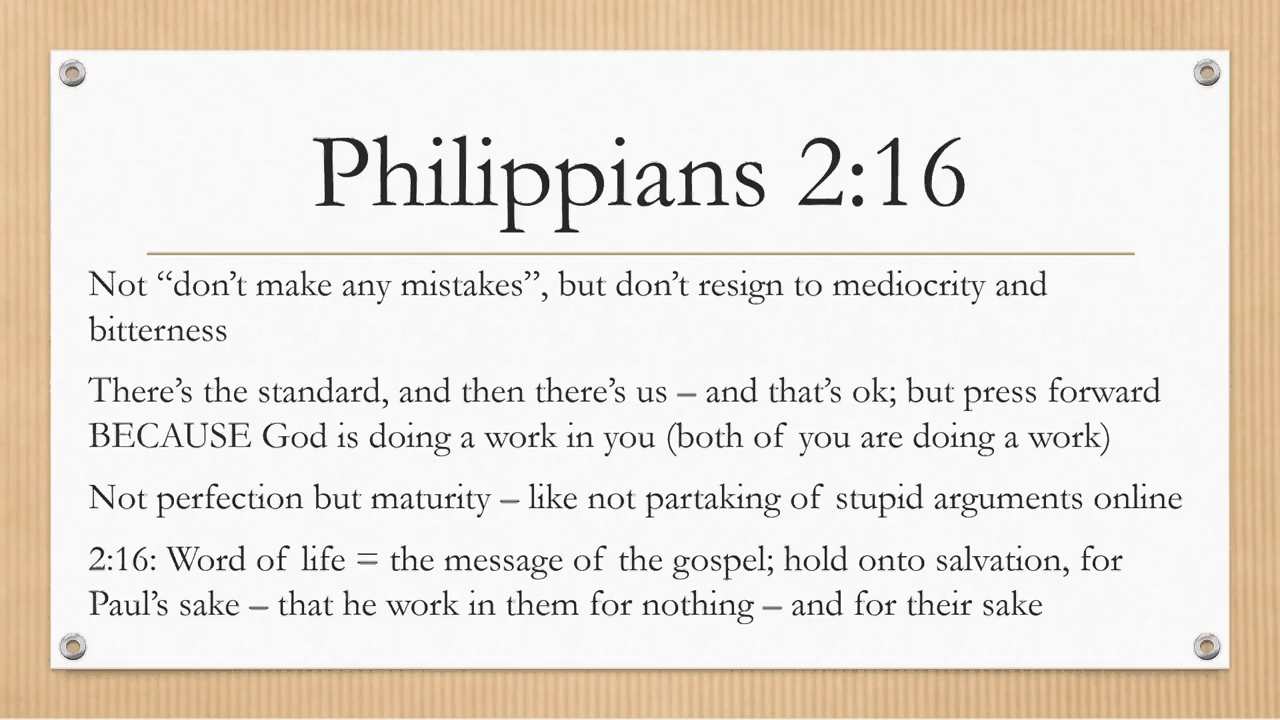 Philippians 2:16
Not “don’t make any mistakes”, but don’t resign to mediocrity and
bitterness
There’s the standard, and then there’s us – and that’s ok; but press forward
BECAUSE God is doing a work in you (both of you are doing a work)
Not perfection but maturity – like not partaking of stupid arguments online
2:16: Word of life = the message of the gospel; hold onto salvation, for
Paul’s sake – that he work in them for nothing – and for their sake